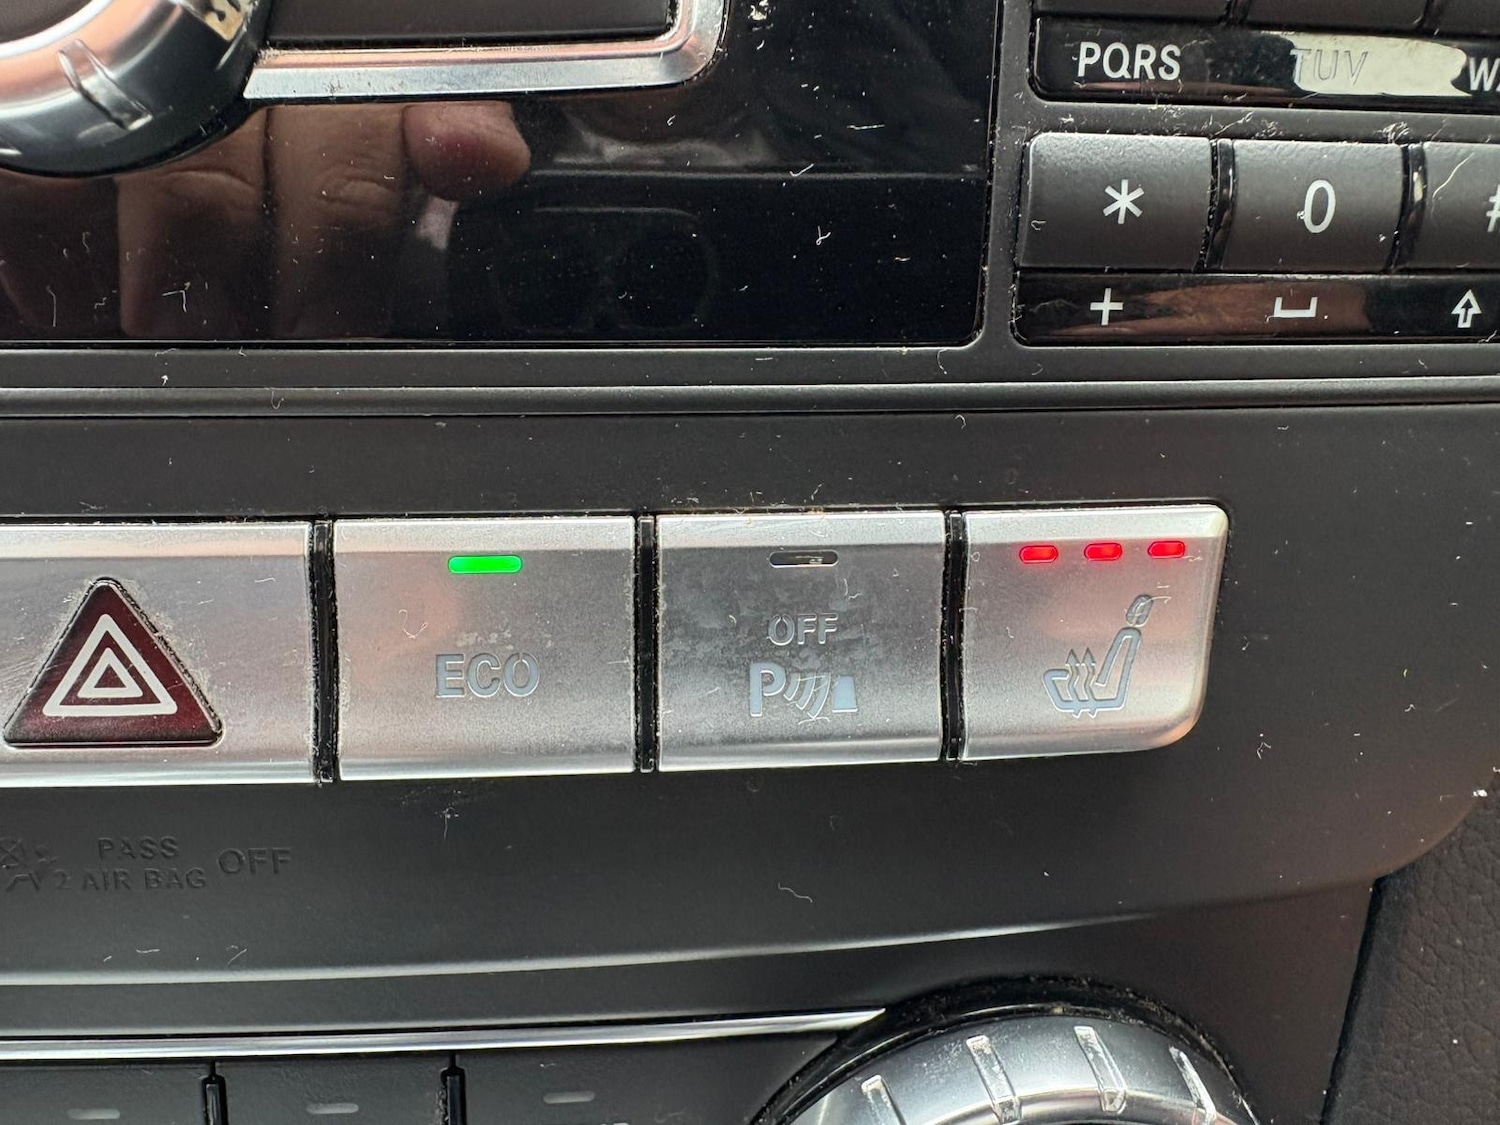 PQRS TUV
* 0
+
ECO
OFF
P
PASS
2 AIR BAG OFF